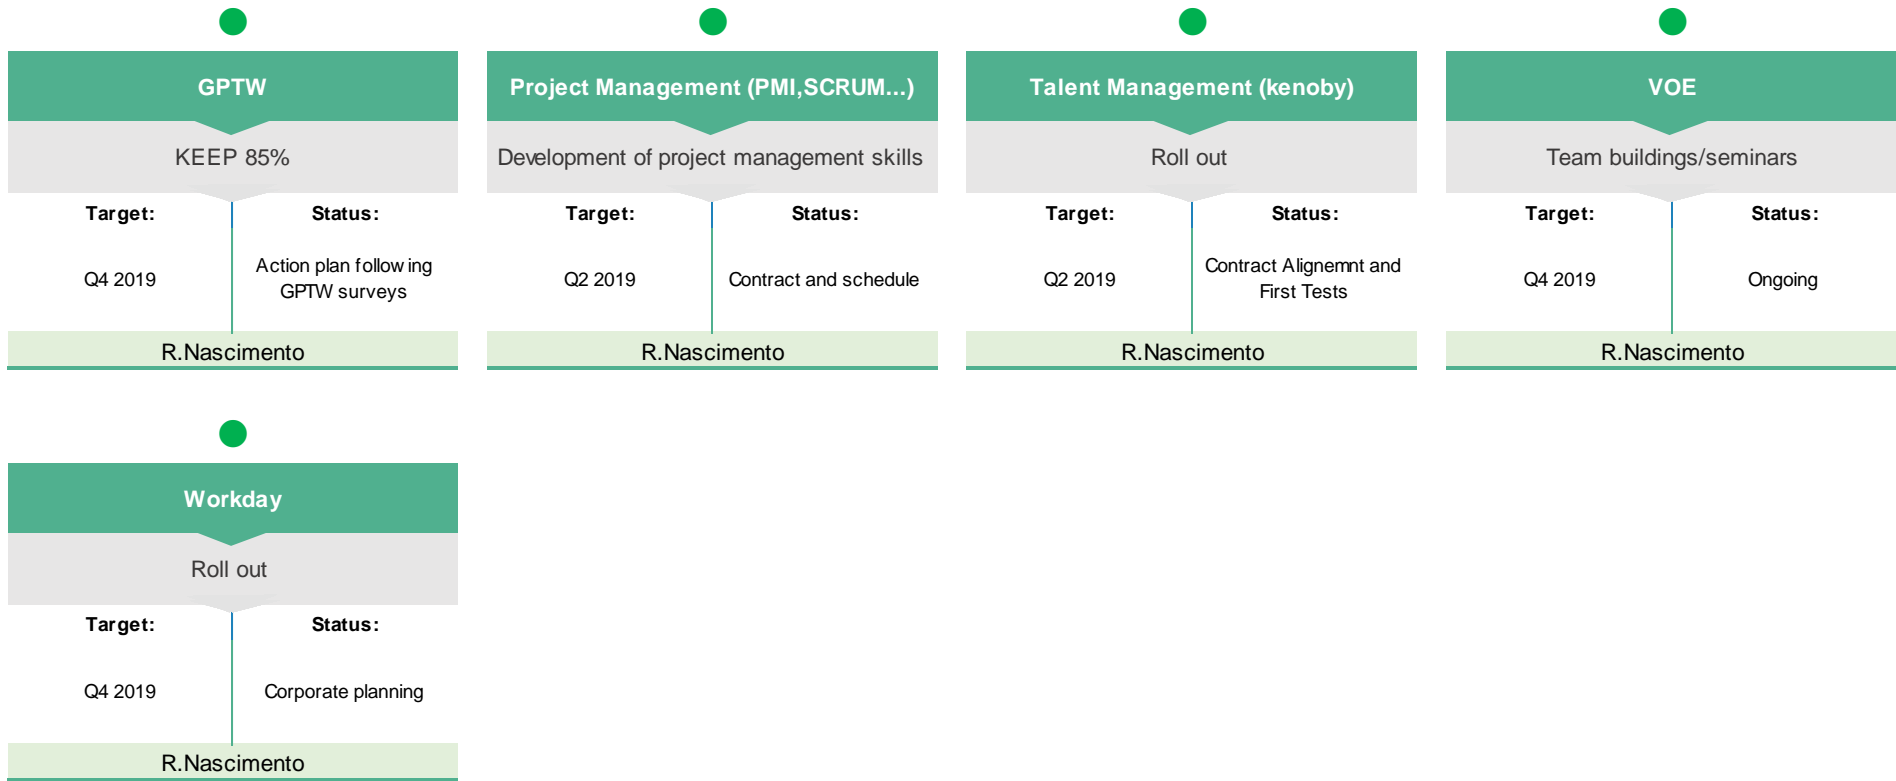 GPTW
KEEP 85%
Target:
Status:
Q4 2019
Action plan following
GPTW surveys
R.Nascimento
Project Management (PMI,SCRUM...)
Development of project management skills
Target:
Status:
Q2 2019
Contract and schedule
R.Nascimento
Talent Management (kenoby)
Roll out
Target:
Status:
Q2 2019
Contract Alignemnt and
First Tests
R.Nascimento
VOE
Team buildings/seminars
Target:
Status:
Q4 2019
Ongoing
R.Nascimento
Workday
Roll out
Target:
Status:
Q4 2019
Corporate planning
R.Nascimento